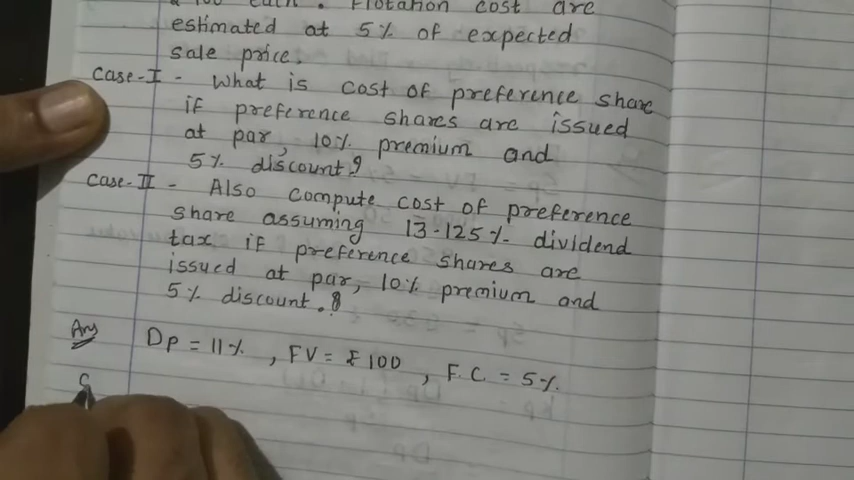 100 each. Flotation cost are
estimated at 5% of expected
sale price.
Case-I - What is cost of preference share
if preference shares are issued
at par, 10% premium and
5% discount?
Case-II - Also compute cost of preference
share assuming 13.125% dividend
tax if preference shares are
issued at par, 10% premium and
5% discount.?
Ans Dp = 11%, FV = ₹100, F.C. = 5%.